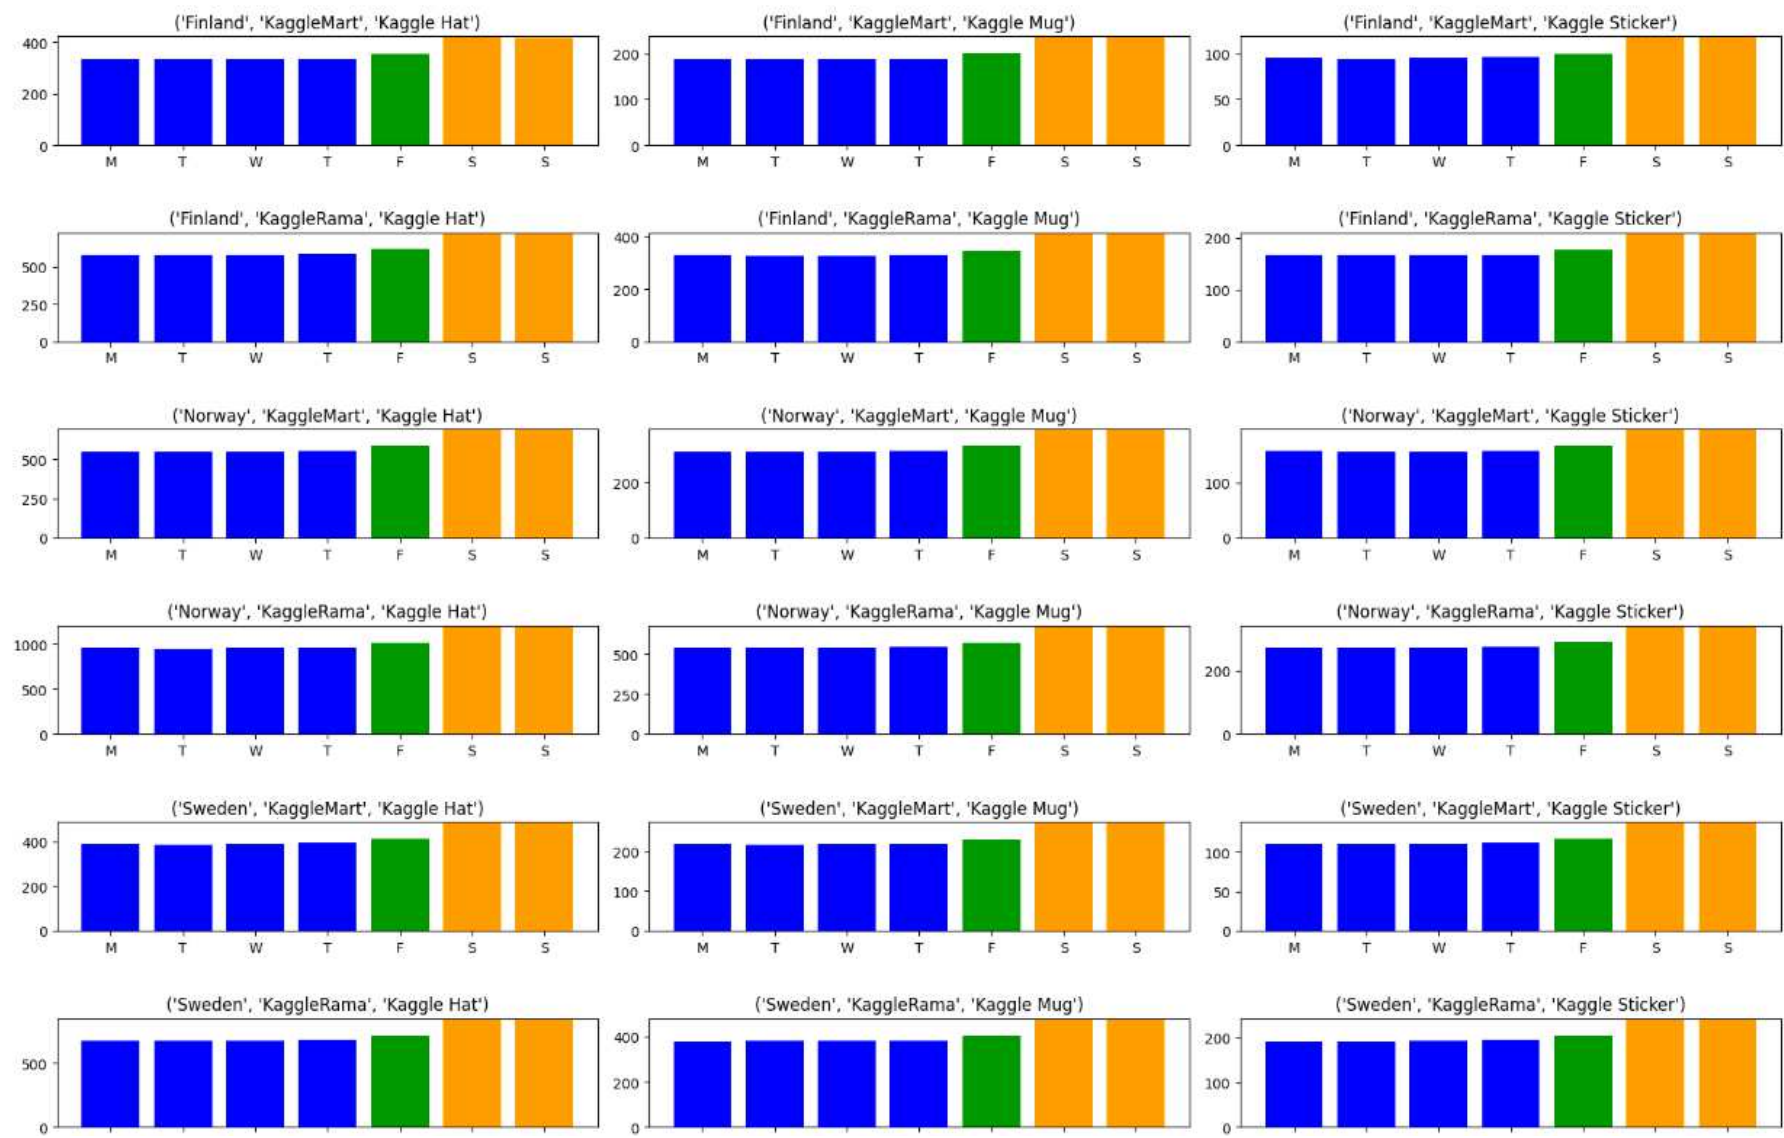 ('Finland', 'KaggleMart', 'Kaggle Hat') ('Finland', 'KaggleMart', 'Kaggle Mug') ('Finland', 'KaggleMart', 'Kaggle Sticker')
400 200 100
200 100 50
0 0 0
M T W T F S S M T W T F S S M T W T F S S
('Finland', 'KaggleRama', 'Kaggle Hat') ('Finland', 'KaggleRama', 'Kaggle Mug') ('Finland', 'KaggleRama', 'Kaggle Sticker')
500 400 200
250 200 100
0 0 0
M T W T F S S M T W T F S S M T W T F S S
('Norway', 'KaggleMart', 'Kaggle Hat') ('Norway', 'KaggleMart', 'Kaggle Mug') ('Norway', 'KaggleMart', 'Kaggle Sticker')
500 200 100
250
0 0 0
M T W T F S S M T W T F S S M T W T F S S
('Norway', 'KaggleRama', 'Kaggle Hat') ('Norway', 'KaggleRama', 'Kaggle Mug') ('Norway', 'KaggleRama', 'Kaggle Sticker')
1000 500 200
500 250
0 0 0
M T W T F S S M T W T F S S M T W T F S S
('Sweden', 'KaggleMart', 'Kaggle Hat') ('Sweden', 'KaggleMart', 'Kaggle Mug') ('Sweden', 'KaggleMart', 'Kaggle Sticker')
400 200 100
200 100 50
0 0 0
M T W T F S S M T W T F S S M T W T F S S
('Sweden', 'KaggleRama', 'Kaggle Hat') ('Sweden', 'KaggleRama', 'Kaggle Mug') ('Sweden', 'KaggleRama', 'Kaggle Sticker')
500 400 200
200 100
0 0 0